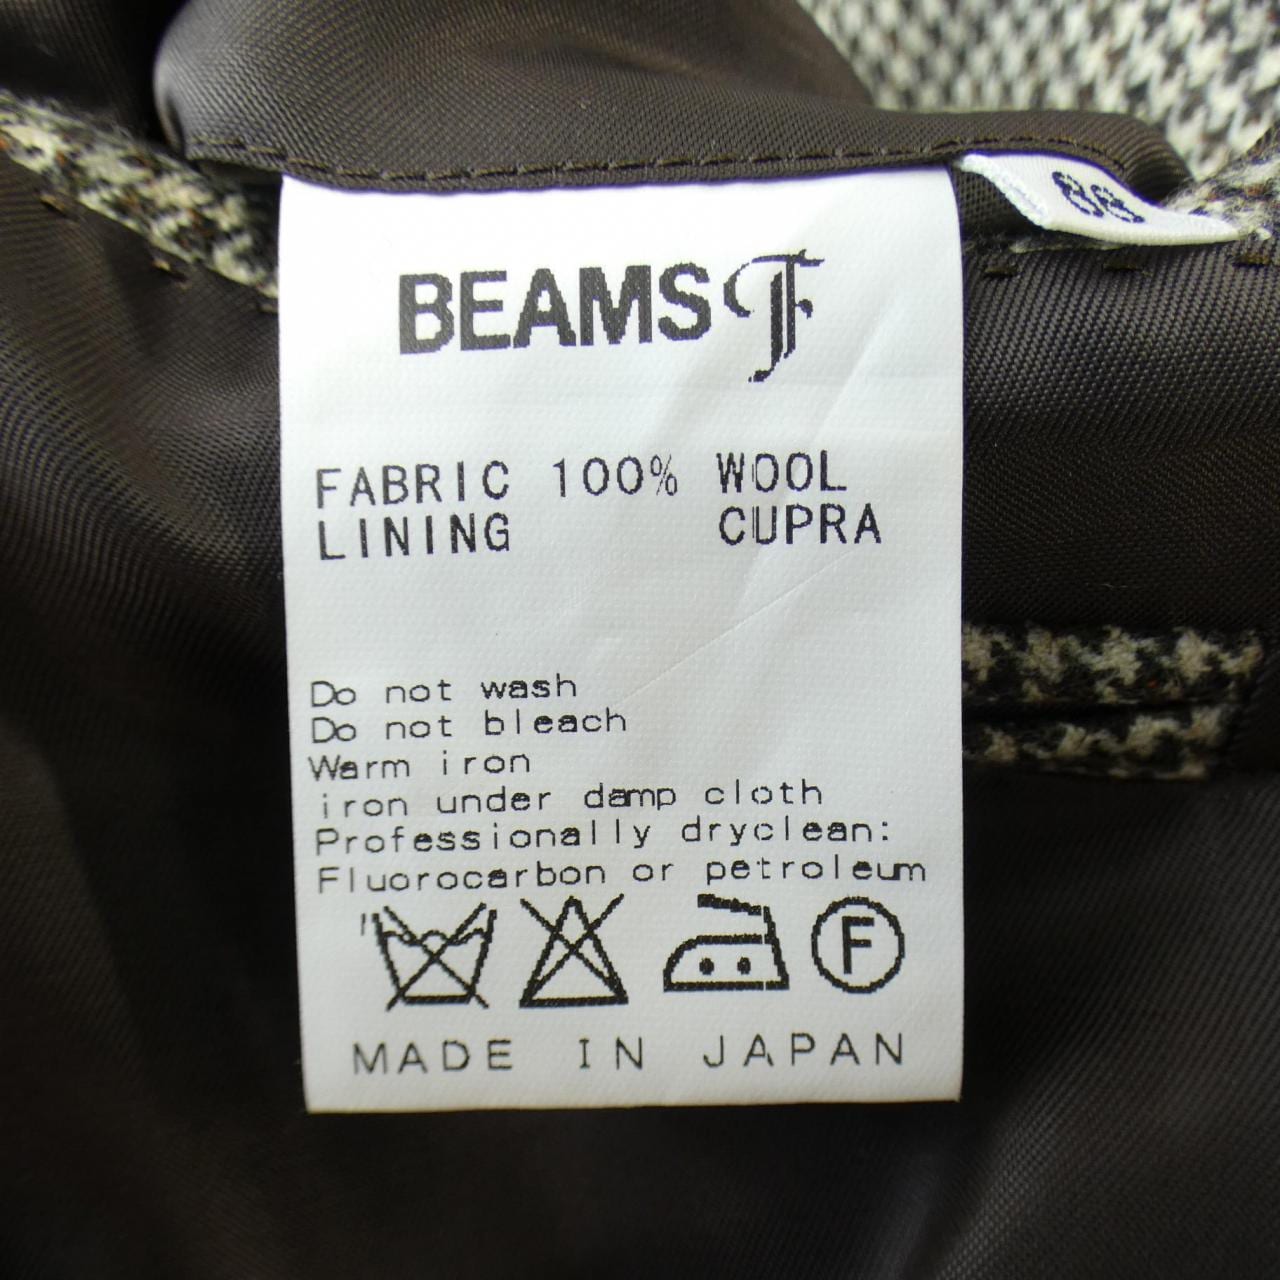 BEAMS F
88
FABRIC 100% WOOL
LINING CUPRA
Do not wash
Do not bleach
Warm iron
iron under damp cloth
Professionally dryclean:
Fluorocarbon or petroleum
F
MADE IN JAPAN